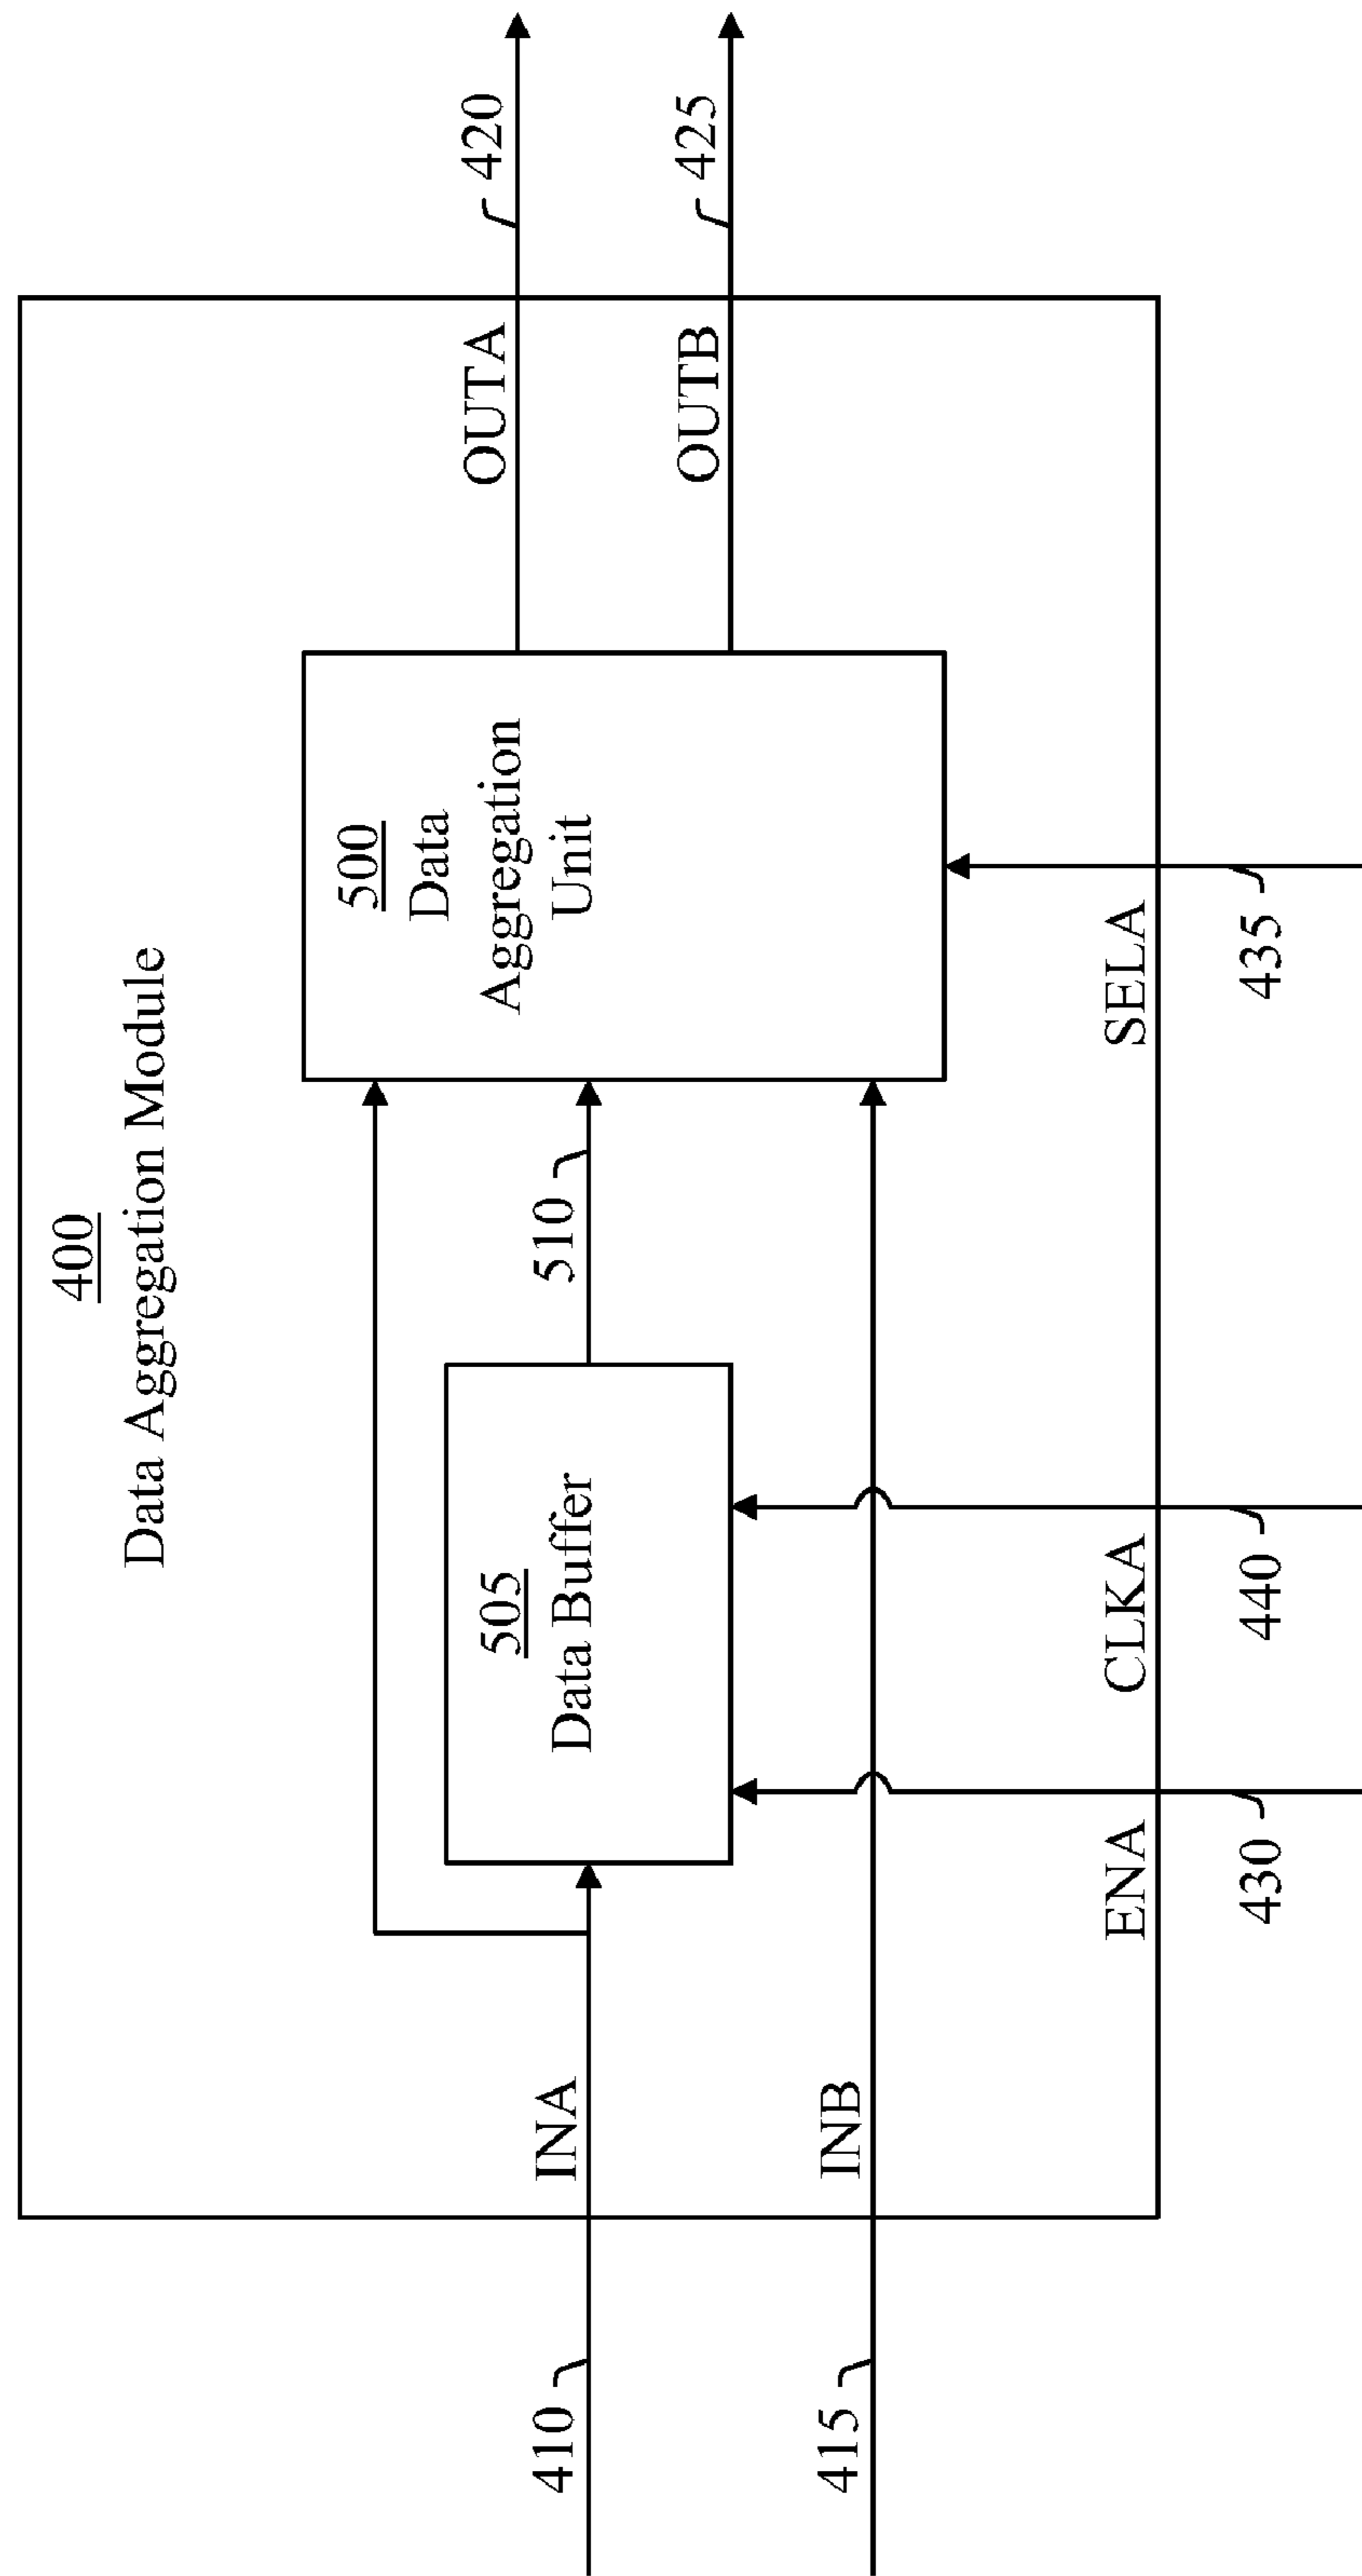 400
Data Aggregation Module
500
Data
Aggregation
Unit
505
Data Buffer
510
410
INA
415
INB
OUTA
420
OUTB
425
ENA
430
CLKA
440
SELA
435